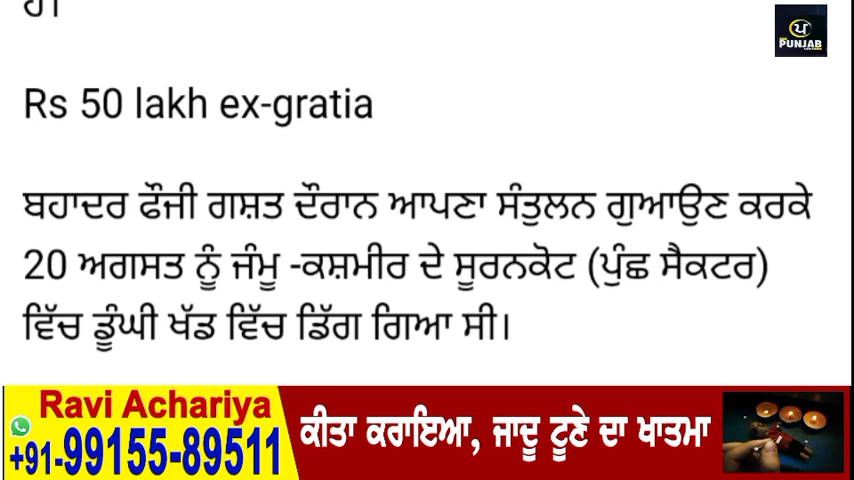 ਹੈ।
ਪ
PUNJAB
Rs 50 lakh ex-gratia
ਬਹਾਦਰ ਫੌਜੀ ਗਸ਼ਤ ਦੌਰਾਨ ਆਪਣਾ ਸੰਤੁਲਨ ਗੁਆਉਣ ਕਰਕੇ
20 ਅਗਸਤ ਨੂੰ ਜੰਮੂ -ਕਸ਼ਮੀਰ ਦੇ ਸੂਰਨਕੋਟ (ਪੁੰਛ ਸੈਕਟਰ)
ਵਿੱਚ ਡੂੰਘੀ ਖੱਡ ਵਿੱਚ ਡਿੱਗ ਗਿਆ ਸੀ।
Ravi Achariya
+91-99155-89511
ਕੀਤਾ ਕਰਾਇਆ, ਜਾਦੂ ਟੂਣੇ ਦਾ ਖਾਤਮਾ